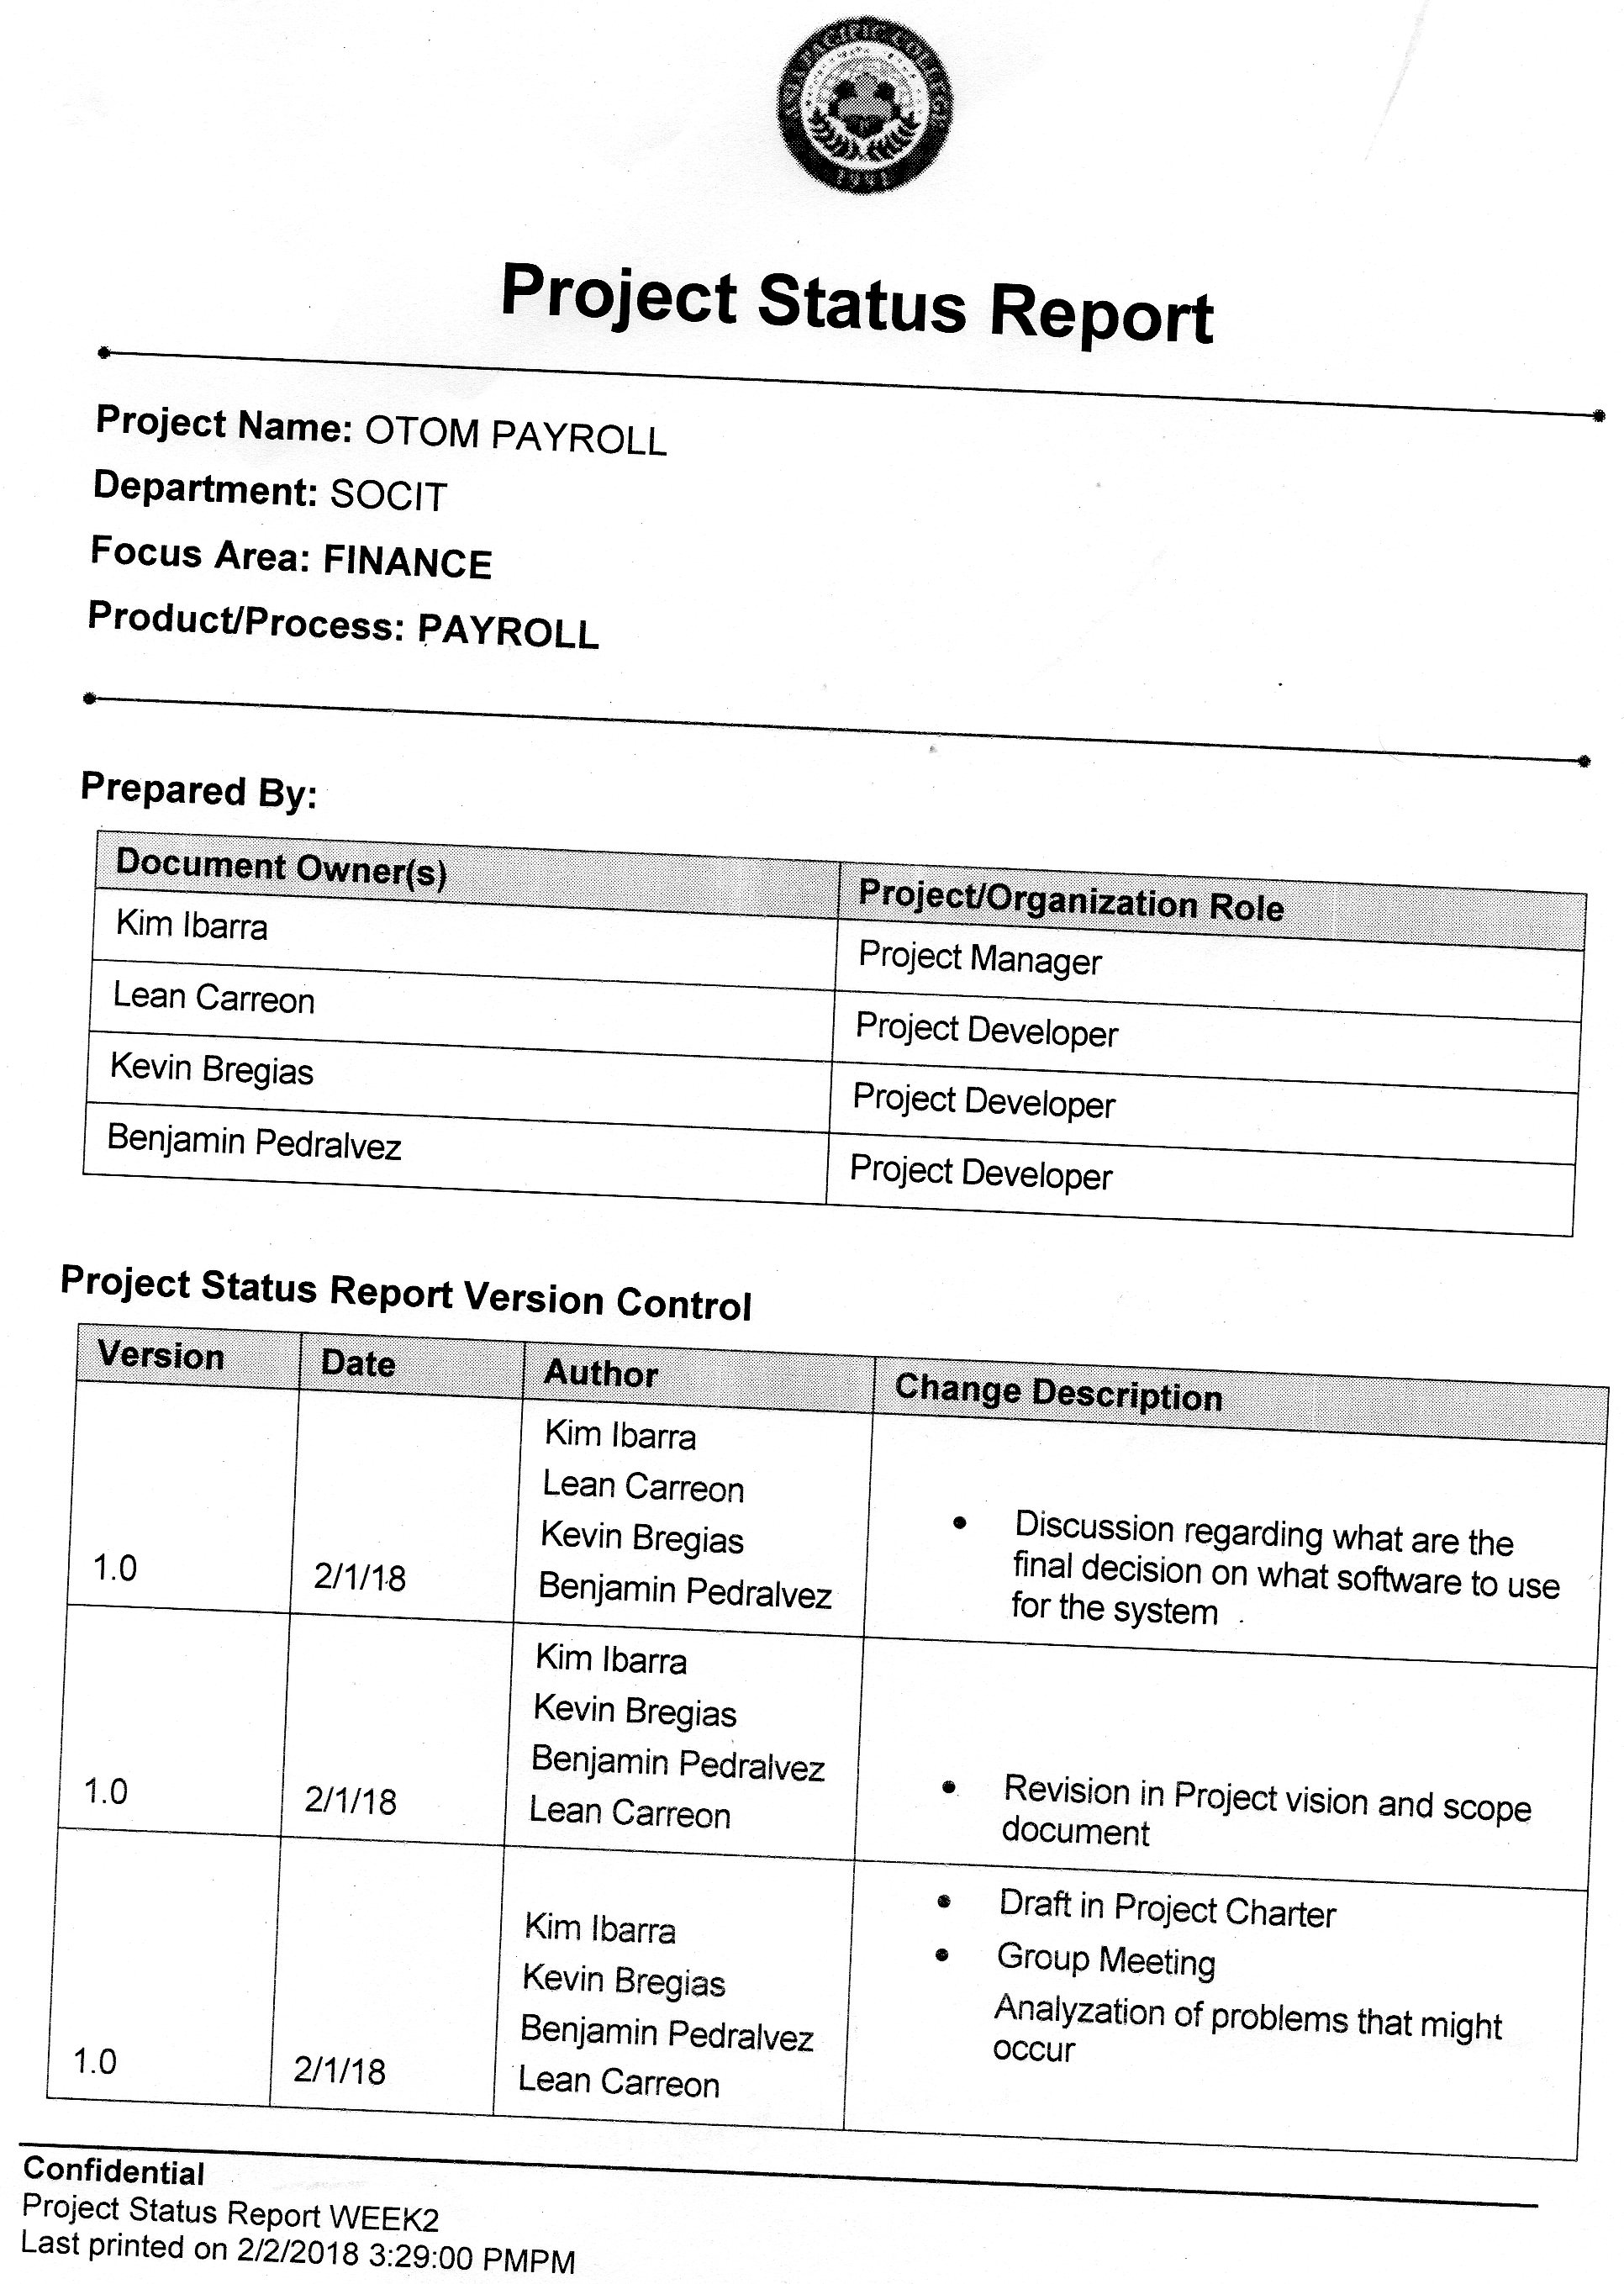 ASIA PACIFIC COLLEGE
1991
Project Status Report
Project Name: OTOM PAYROLL
Department: SOCIT
Focus Area: FINANCE
Product/Process: PAYROLL
Prepared By:
Document Owner(s) Project/Organization Role
Kim Ibarra Project Manager
Lean Carreon Project Developer
Kevin Bregias Project Developer
Benjamin Pedralvez Project Developer
Project Status Report Version Control
Version Date Author Change Description
1.0 2/1/18
Kim Ibarra
Lean Carreon
Kevin Bregias
Benjamin Pedralvez
• Discussion regarding what are the
final decision on what software to use
for the system .
1.0 2/1/18
Kim Ibarra
Kevin Bregias
Benjamin Pedralvez
Lean Carreon
• Revision in Project vision and scope
document
1.0 2/1/18
Kim Ibarra
Kevin Bregias
Benjamin Pedralvez
Lean Carreon
• Draft in Project Charter
• Group Meeting
Analyzation of problems that might
occur
Confidential
Project Status Report WEEK2
Last printed on 2/2/2018 3:29:00 PMPM